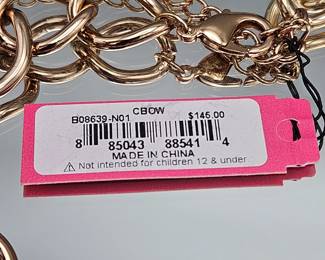 CBOW
B08639-N01 $145.00
8 85043 88541 4
MADE IN CHINA
⚠ Not intended for children 12 & under